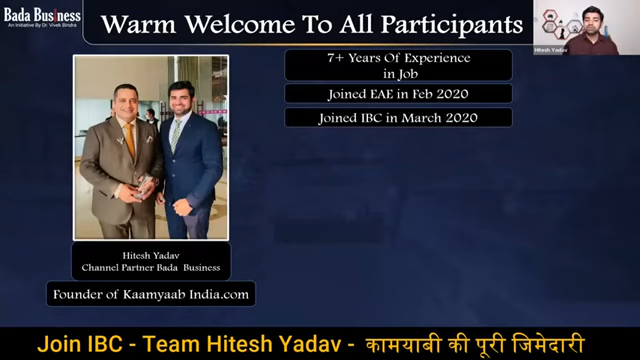 Bada Business
An Initiative By Dr. Vivek Bindra
Warm Welcome To All Participants
Hitesh Yadav
7+ Years Of Experience
in Job
Joined EAE in Feb 2020
Joined IBC in March 2020
Hitesh Yadav
Channel Partner Bada Business
Founder of Kaamyaab India.com
Join IBC - Team Hitesh Yadav - कामयाबी की पूरी जिमेदारी